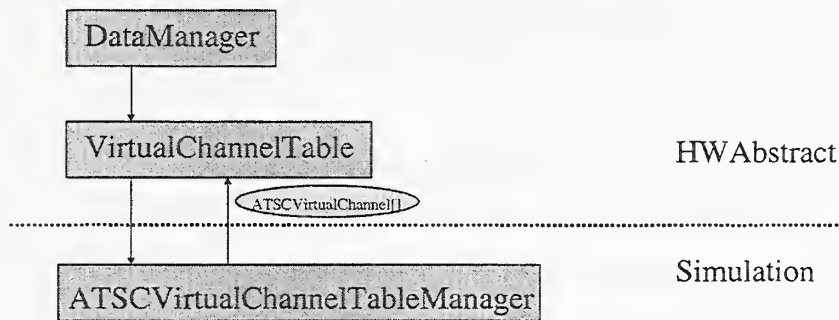 DataManager
VirtualChannelTable
HWAbstract
ATSCVirtualChannel[]
Simulation
ATSCVirtualChannelTableManager